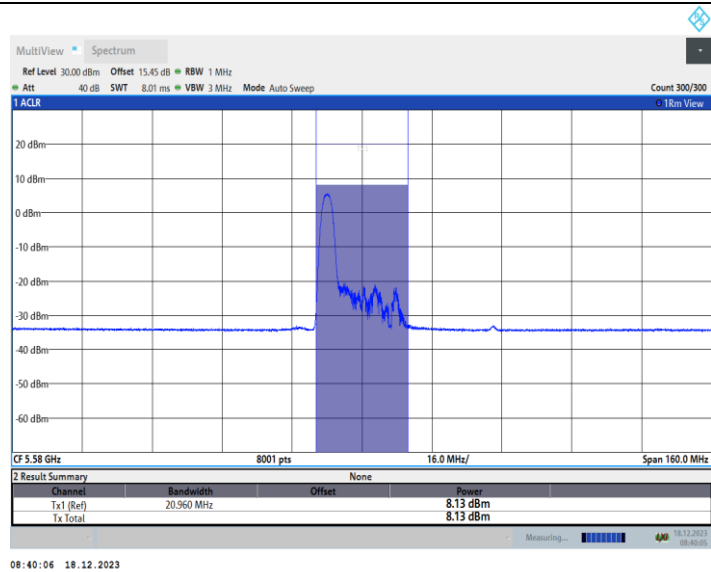 MultiView Spectrum
Ref Level 30.00 dBm Offset 15.45 dB RBW 1 MHz
Att 40 dB SWT 8.01 ms VBW 3 MHz Mode Auto Sweep Count 300/300
1 ACLR 1Rm View
20 dBm
10 dBm
0 dBm
-10 dBm
-20 dBm
-30 dBm
-40 dBm
-50 dBm
-60 dBm
CF 5.58 GHz 8001 pts 16.0 MHz/ Span 160.0 MHz
2 Result Summary None
Channel Bandwidth Offset Power
Tx1 (Ref) 20.960 MHz 8.13 dBm
Tx Total 8.13 dBm
Measuring... 18.12.2023
08:40:05
08:40:06 18.12.2023